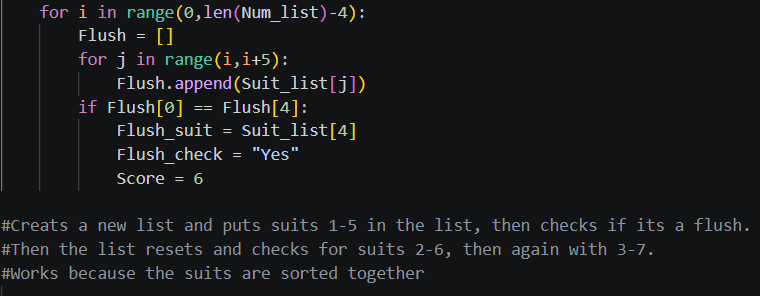 for i in range(0,len(Num_list)-4):
Flush = []
for j in range(i,i+5):
Flush.append(Suit_list[j])
if Flush[0] == Flush[4]:
Flush_suit = Suit_list[4]
Flush_check = "Yes"
Score = 6
#Creats a new list and puts suits 1-5 in the list, then checks if its a flush.
#Then the list resets and checks for suits 2-6, then again with 3-7.
#Works because the suits are sorted together